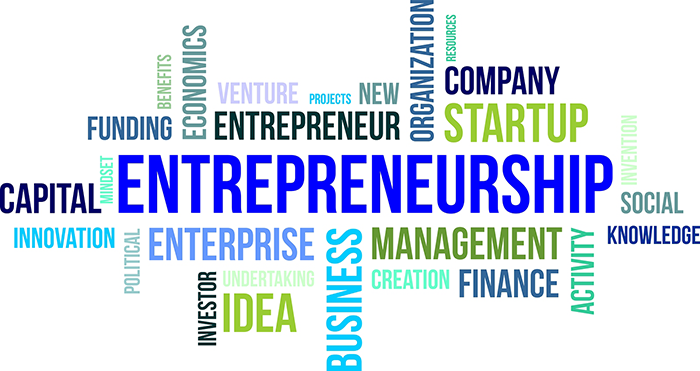 ORGANIZATION
RESOURCES
ECONOMICS
BENEFITS
COMPANY
VENTURE
PROJECTS
NEW
FUNDING
ENTREPRENEUR
STARTUP
INVENTION
MINDSET
ENTREPRENEURSHIP
CAPITAL
SOCIAL
INNOVATION
POLITICAL
ENTERPRISE
BUSINESS
MANAGEMENT
ACTIVITY
KNOWLEDGE
INVESTOR
UNDERTAKING
CREATION
FINANCE
IDEA